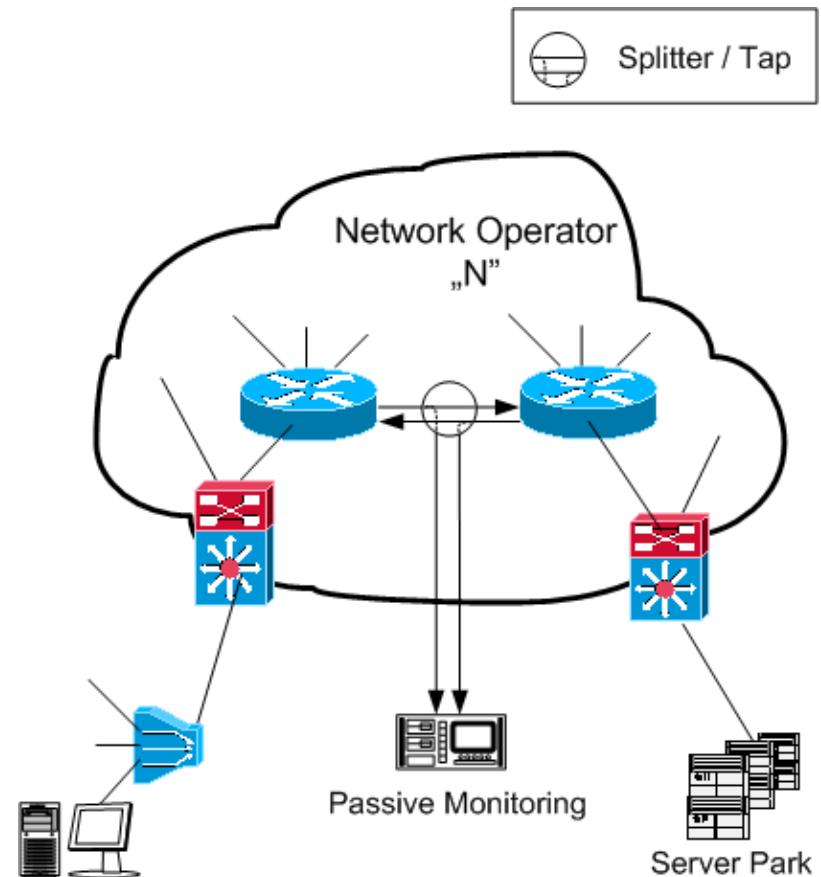 Splitter / Tap
Network Operator
„N”
Passive Monitoring
Server Park